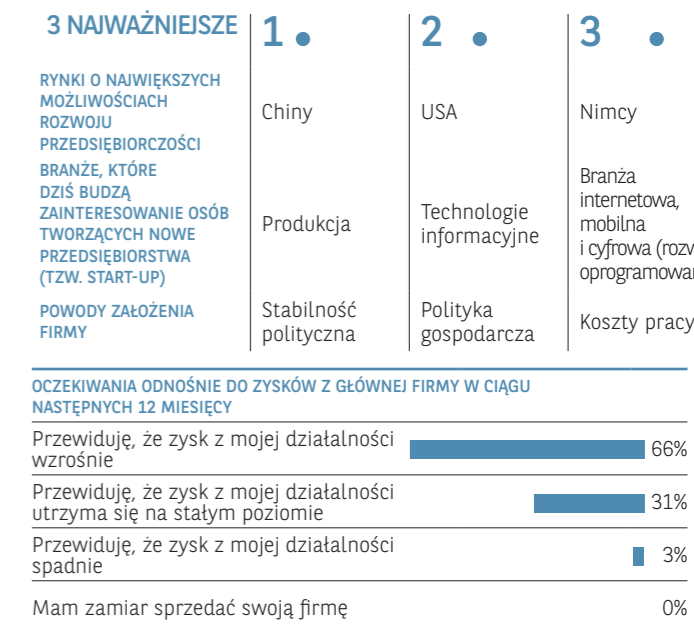 3 NAJWAŻNIEJSZE
1
2
3
RYNKI O NAJWIĘKSZYCH
MOŻLIWOŚCIACH
ROZWOJU
PRZEDSIĘBIORCZOŚCI
Chiny
USA
Nimcy
BRANŻE, KTÓRE
DZIŚ BUDZĄ
ZAINTERESOWANIE OSÓB
TWORZĄCYCH NOWE
PRZEDSIĘBIORSTWA
(TZW. START-UP)
Produkcja
Technologie
informacyjne
Branża
internetowa,
mobilna
i cyfrowa
POWODY ZAŁOŻENIA
FIRMY
Stabilność
polityczna
Polityka
gospodarcza
Koszty pracy
OCZEKIWANIA ODNOŚNIE DO ZYSKÓW Z GŁÓWNEJ FIRMY W CIĄGU
NASTĘPNYCH 12 MIESIĘCY
Przewiduję, że zysk z mojej działalności
wzrośnie
66%
Przewiduję, że zysk z mojej działalności
utrzyma się na stałym poziomie
31%
Przewiduję, że zysk z mojej działalności
spadnie
3%
Mam zamiar sprzedać swoją firmę
0%